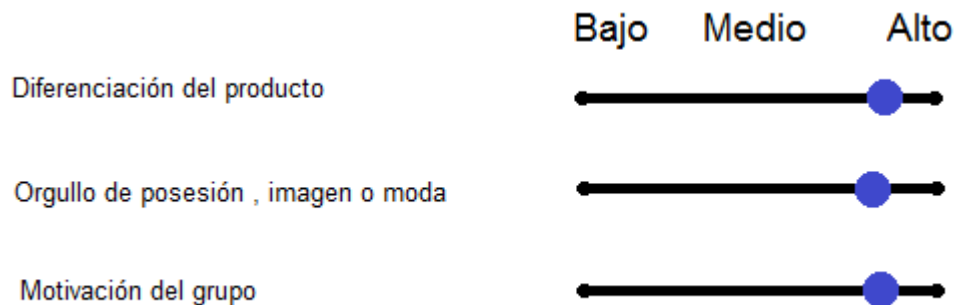 Bajo Medio Alto
Diferenciación del producto
Orgullo de posesión , imagen o moda
Motivación del grupo